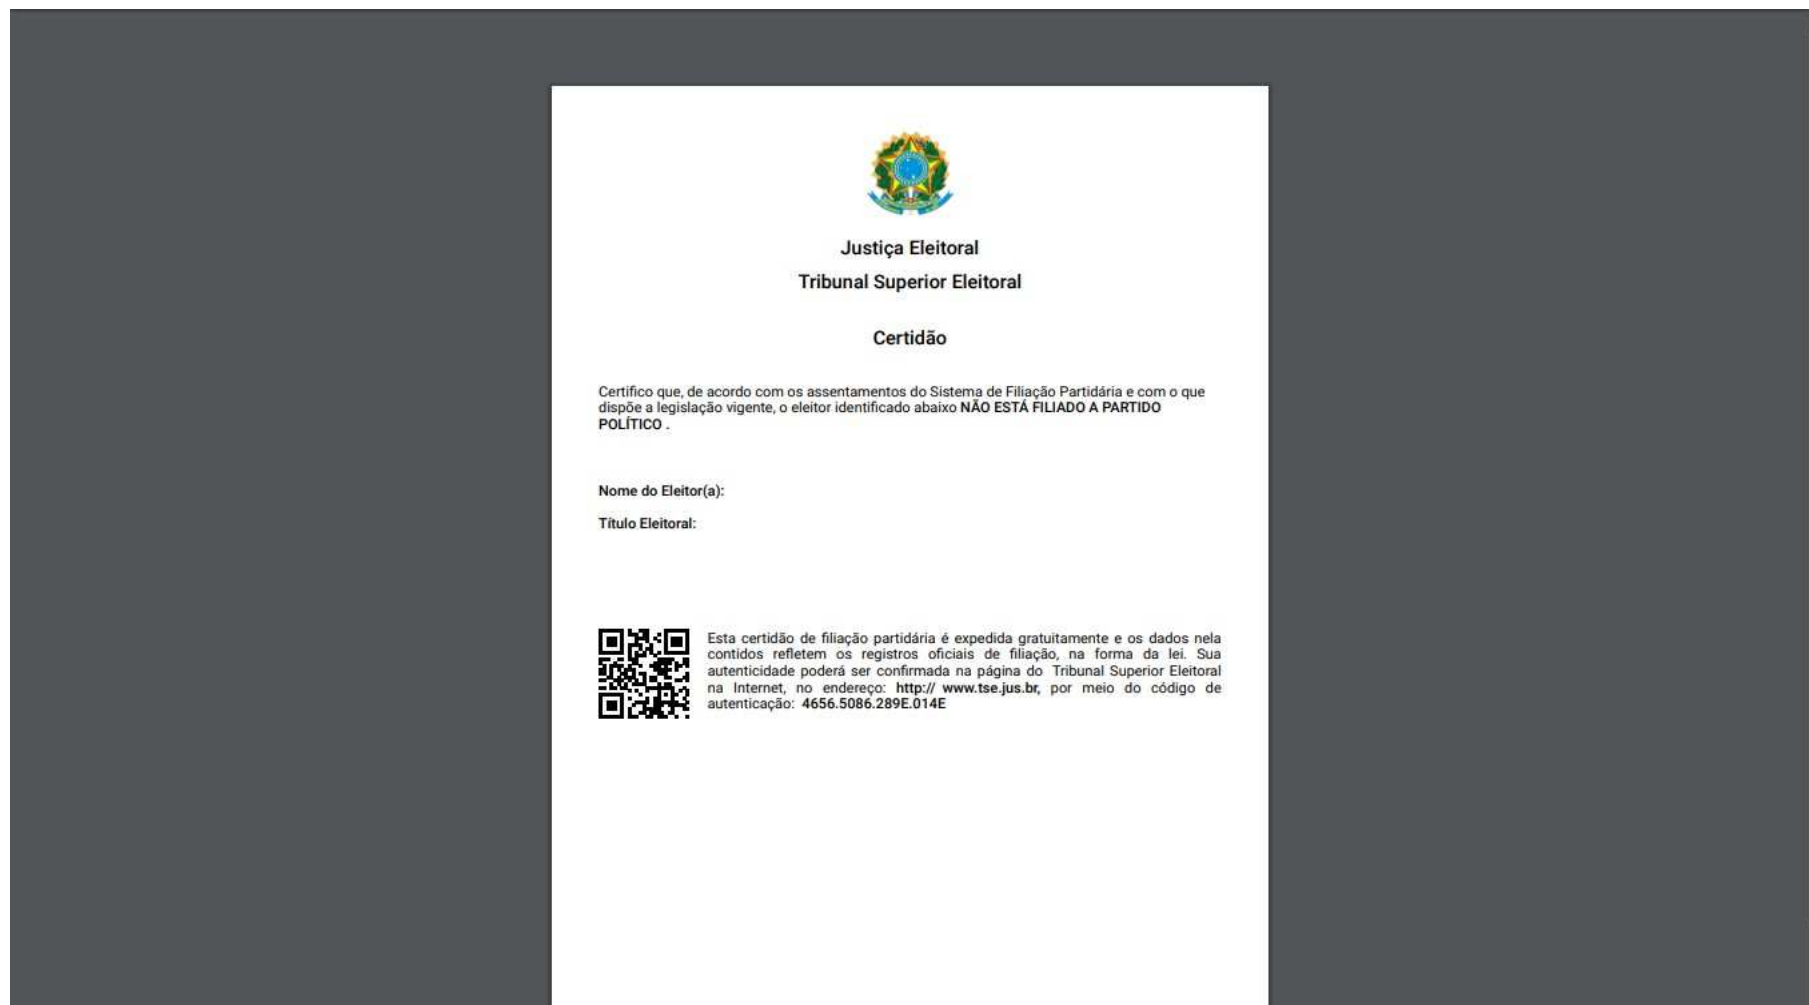 Justiça Eleitoral
Tribunal Superior Eleitoral
Certidão
Certifico que, de acordo com os assentamentos do Sistema de Filiação Partidária e com o que
dispõe a legislação vigente, o eleitor identificado abaixo NÃO ESTÁ FILIADO A PARTIDO
POLÍTICO .
Nome do Eleitor(a):
Título Eleitoral:
Esta certidão de filiação partidária é expedida gratuitamente e os dados nela
contidos refletem os registros oficiais de filiação, na forma da lei. Sua
autenticidade poderá ser confirmada na página do Tribunal Superior Eleitoral
na Internet, no endereço: http:// www.tse.jus.br, por meio do código de
autenticação: 4656.5086.289E.014E